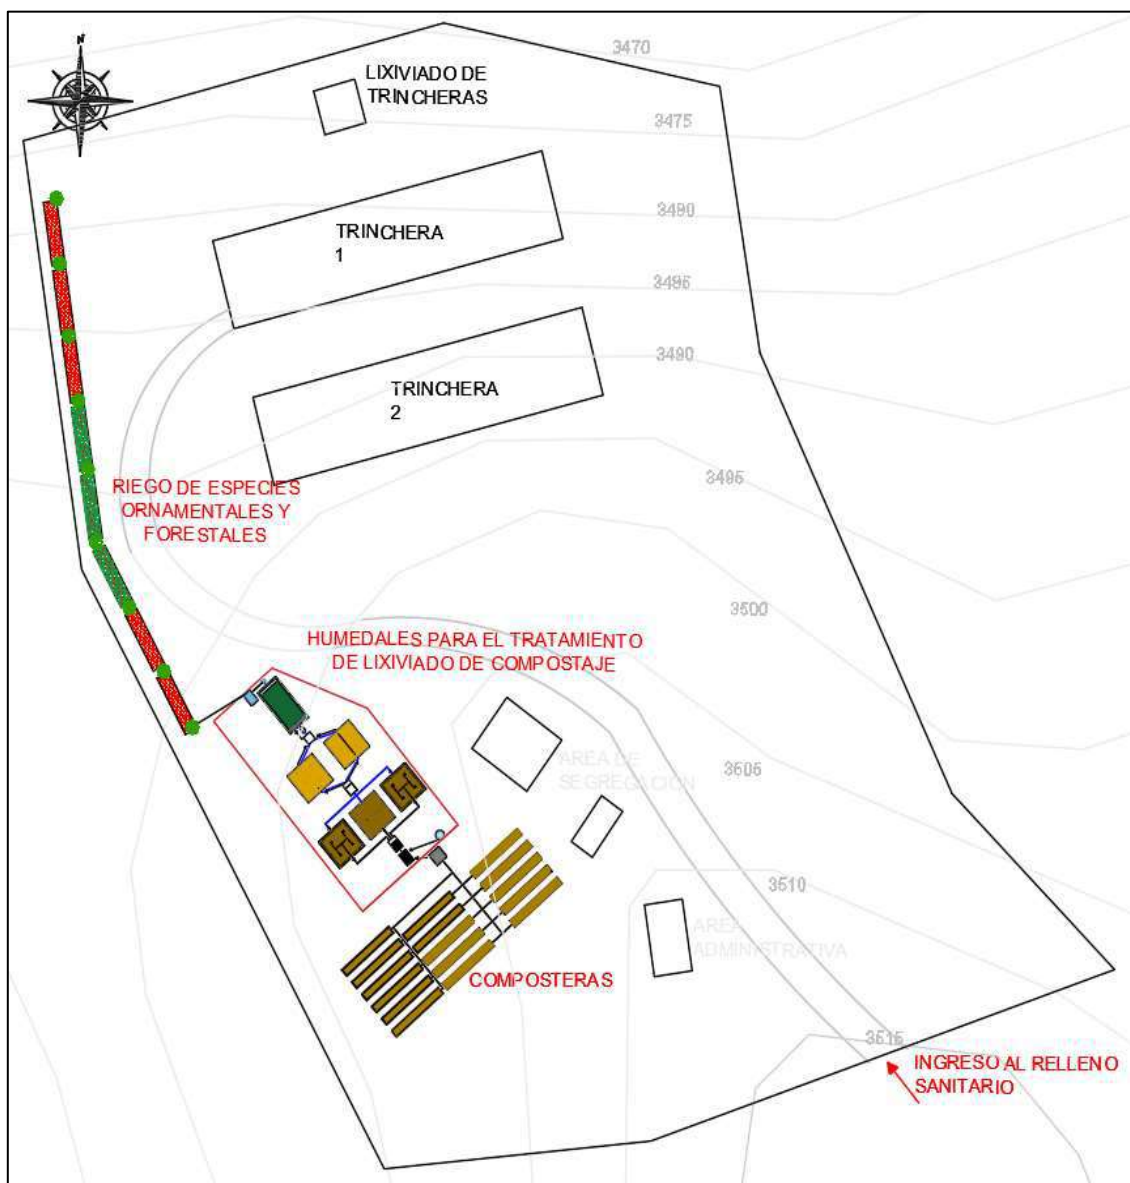 N
3470
LIXIVIADO DE
TRINCHERAS
3475
3490
TRINCHERA
1
3485
3490
TRINCHERA
2
3495
RIEGO DE ESPECIES
ORNAMENTALES Y
FORESTALES
3500
HUMEDALES PARA EL TRATAMIENTO
DE LIXIVIADO DE COMPOSTAJE
AREA DE
SEGREGACIÓN
3505
3510
AREA
ADMINISTRATIVA
COMPOSTERAS
3515
INGRESO AL RELLENO
SANITARIO